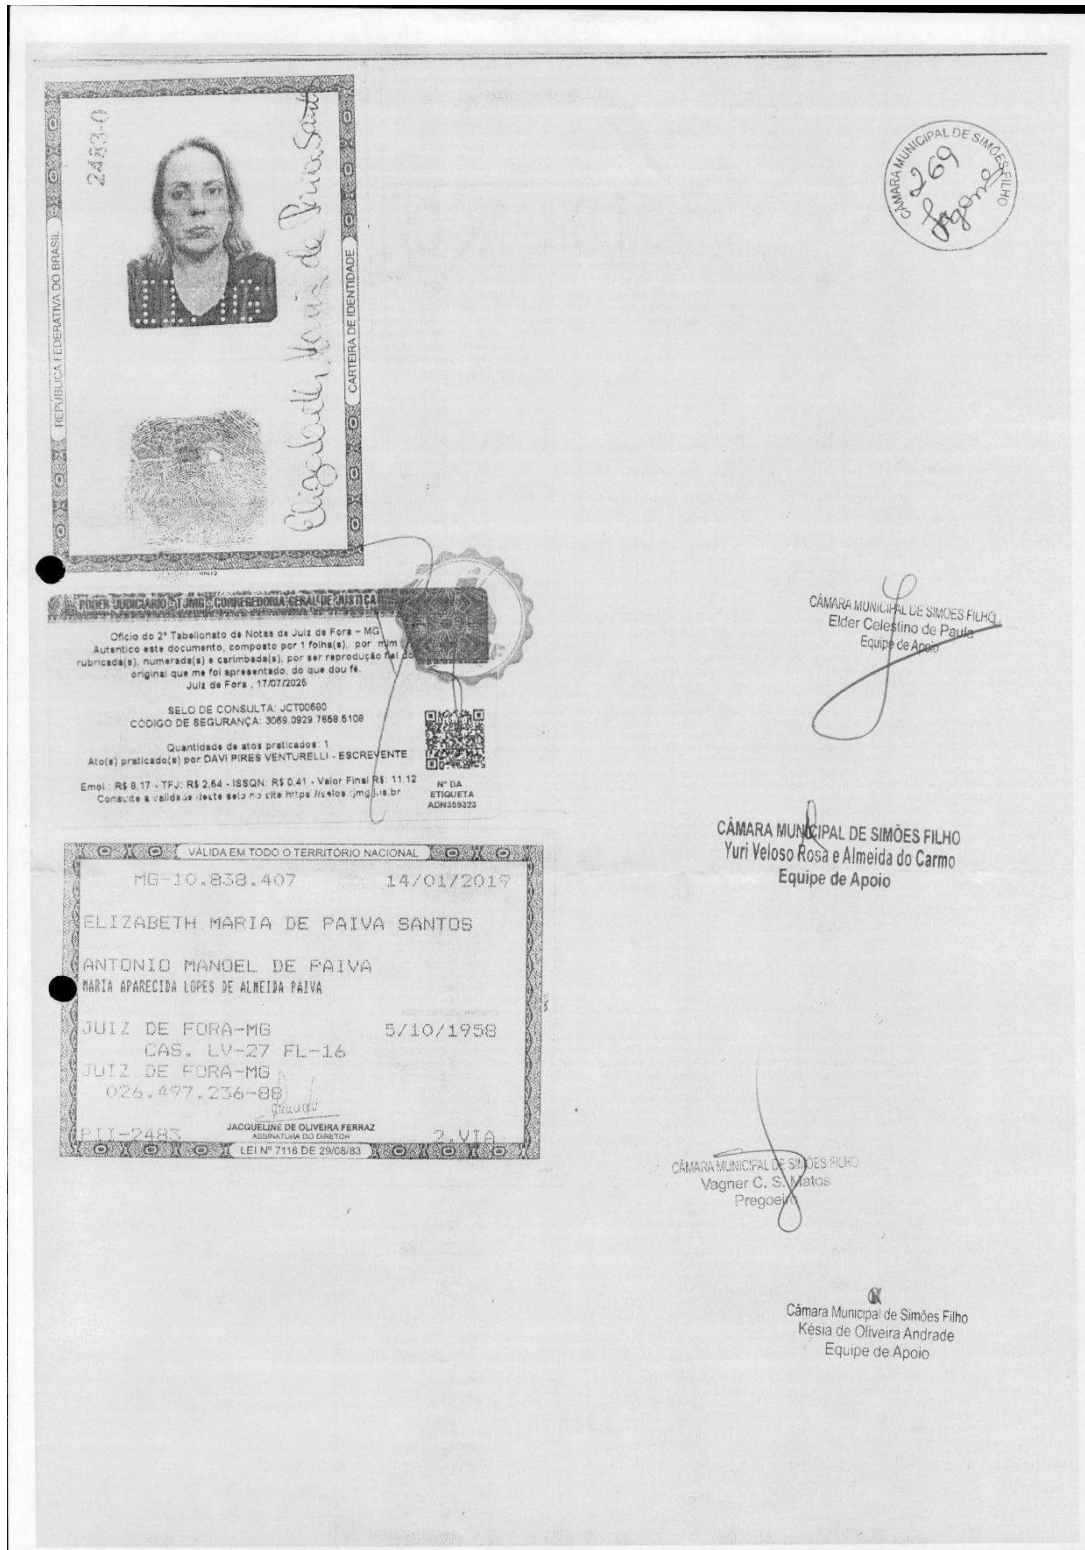 2483-0
REPÚBLICA FEDERATIVA DO BRASIL
CARTEIRA DE IDENTIDADE
Elizabeth Maria de Paiva Santos
CÂMARA MUNICIPAL DE SIMÕES FILHO
269
PODER JUDICIÁRIO - TJMG - CORREGEDORIA GERAL DE JUSTIÇA
Ofício do 2º Tabelionato de Notas de Juiz de Fora – MG
Autentico este documento, composto por 1 folha(s), por mim
rubricada(s), numerada(s) e carimbada(s), por ser reprodução fiel do
original que me foi apresentado, do que dou fé.
Juiz de Fora , 17/07/2025
SELO DE CONSULTA: JCT00680
CÓDIGO DE SEGURANÇA: 3069.0929.7658.5106
Quantidade de atos praticados: 1
Ato(s) praticado(s) por DAVI PIRES VENTURELLI - ESCREVENTE
Emol.: R$ 8,17 - TFJ: R$ 2,54 - ISSQN: R$ 0,41 - Valor Final R$: 11,12
Consulte a validade deste selo no site https://selos.tjmg.jus.br
Nº DA
ETIQUETA
ADN359323
CÂMARA MUNICIPAL DE SIMÕES FILHO
Elder Celestino de Paula
Equipe de Apoio
CÂMARA MUNICIPAL DE SIMÕES FILHO
Yuri Veloso Rosa e Almeida do Carmo
Equipe de Apoio
VÁLIDA EM TODO O TERRITÓRIO NACIONAL
MG-10.838.407 14/01/2019
ELIZABETH MARIA DE PAIVA SANTOS
ANTONIO MANOEL DE PAIVA
MARIA APARECIDA LOPES DE ALMEIDA PAIVA
JUIZ DE FORA-MG 5/10/1958
CAS. LV-27 FL-16
JUIZ DE FORA-MG
026.497.236-88
JACQUELINE DE OLIVEIRA FERRAZ
ASSINATURA DO DIRETOR
PII-2483 2.VIA
LEI Nº 7116 DE 29/08/83
CÂMARA MUNICIPAL DE SIMÕES FILHO
Vagner C. S. Matos
Pregoeiro
Câmara Municipal de Simões Filho
Késia de Oliveira Andrade
Equipe de Apoio